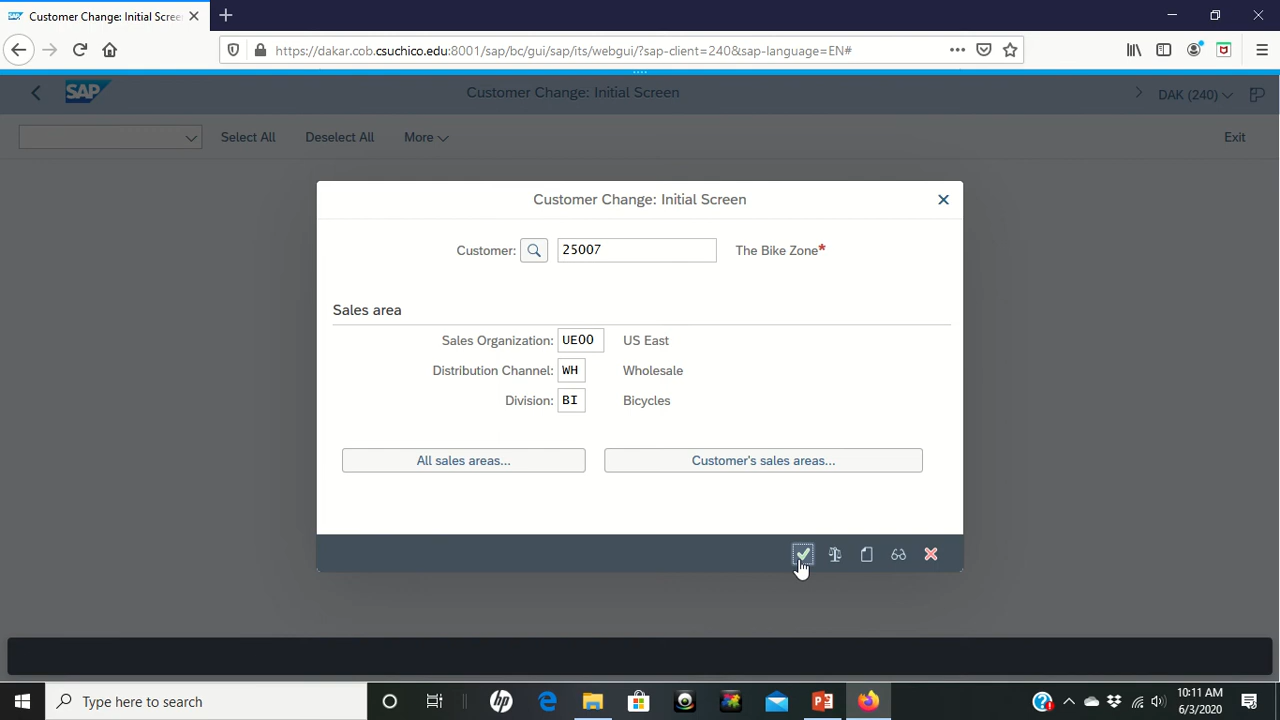 Customer Change: Initial Scree
https://dakar.cob.csuchico.edu:8001/sap/bc/gui/sap/its/webgui/?sap-client=240&sap-language=EN#
SAP
Customer Change: Initial Screen
DAK (240)
Select All
Deselect All
More
Exit
Customer Change: Initial Screen
Customer: 25007 The Bike Zone*
Sales area
Sales Organization: UE00 US East
Distribution Channel: WH Wholesale
Division: BI Bicycles
All sales areas...
Customer's sales areas...
10:11 AM
Type here to search
6/3/2020